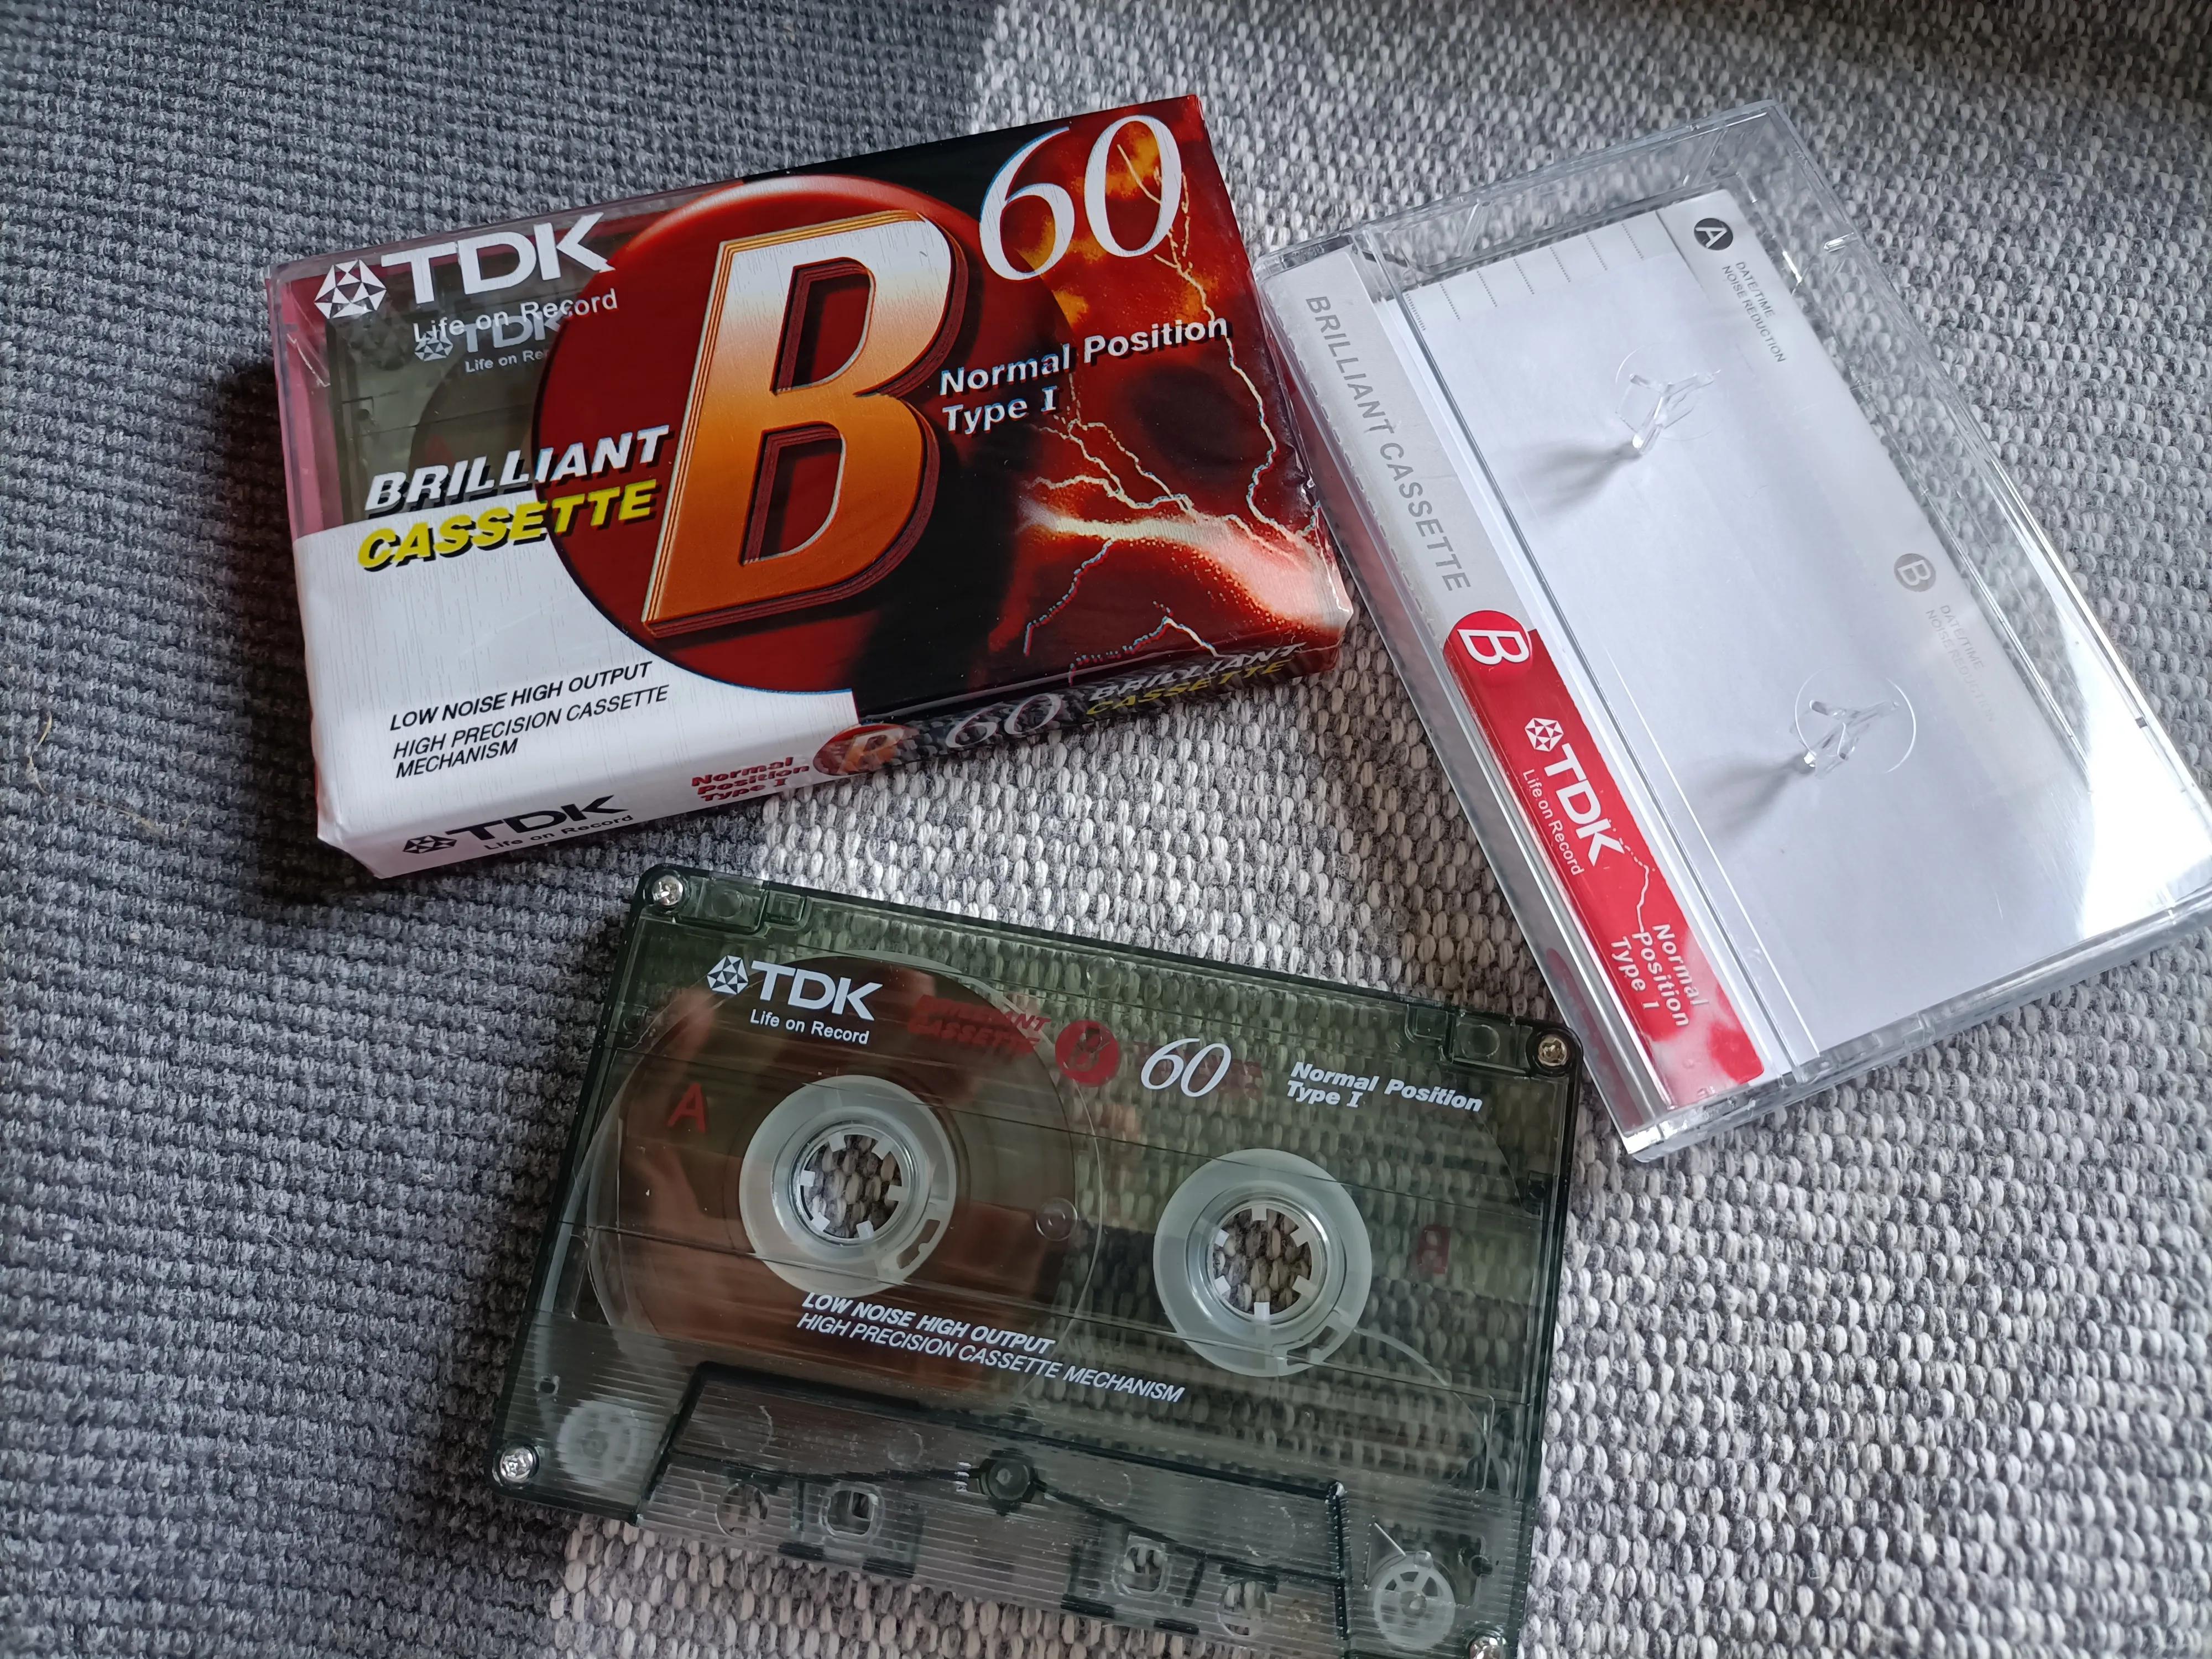 TDK
Life on Record
TDK
BRILLIANT
CASSETTE
B
60
Normal Position
Type I
LOW NOISE HIGH OUTPUT
HIGH PRECISION CASSETTE
MECHANISM
TDK
Life on Record
Normal
Position
Type I
B
60
BRILLIANT
CASSETTE
BRILLIANT CASSETTE
B
TDK
Life on Record
Normal
Position
Type I
A
DATE/TIME
NOISE REDUCTION
B
DATE/TIME
NOISE REDUCTION
TDK
Life on Record
CASSETTE
B
60
Normal Position
Type I
A
LOW NOISE HIGH OUTPUT
HIGH PRECISION CASSETTE MECHANISM